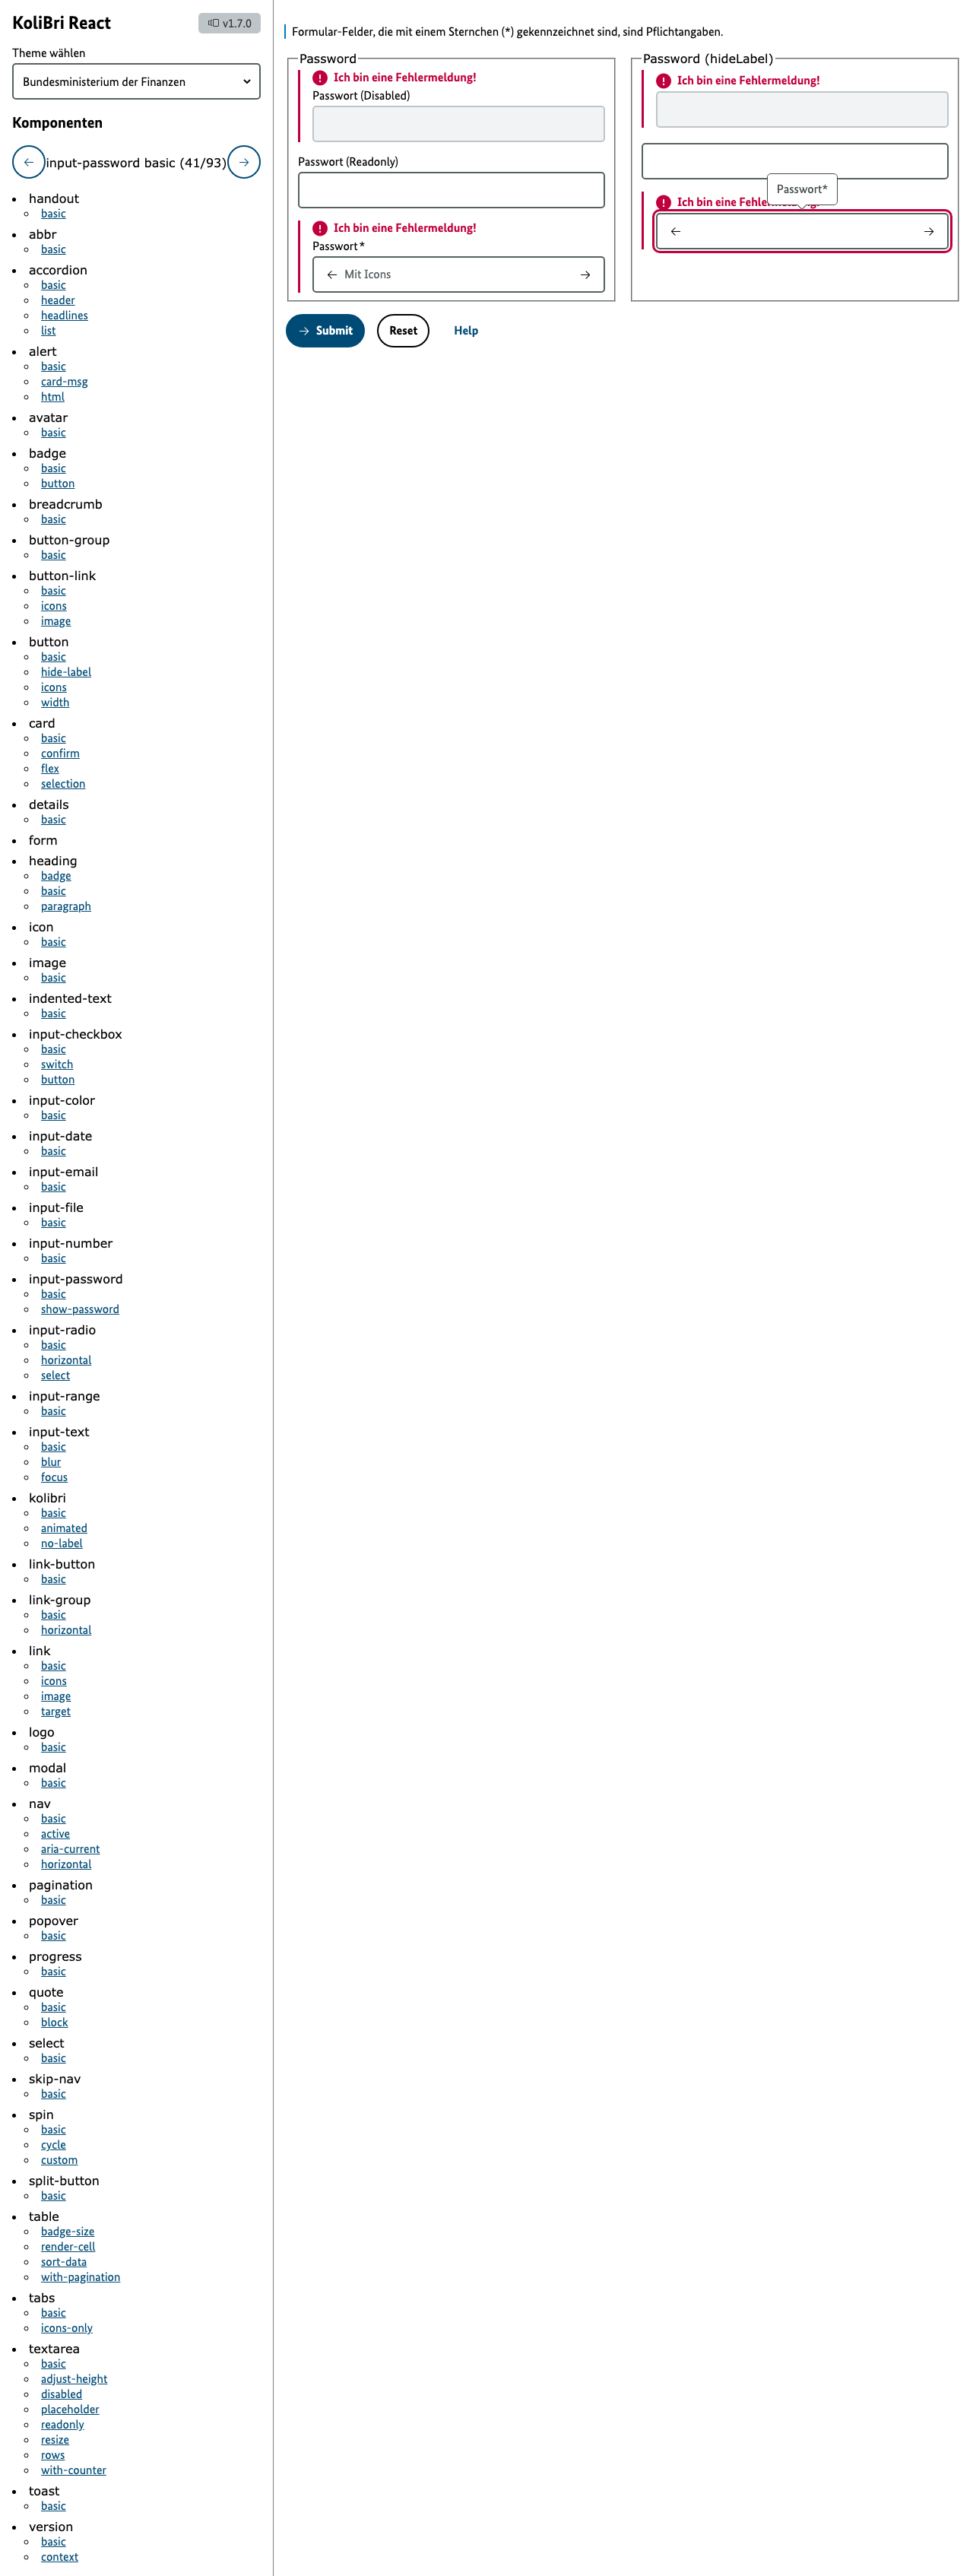 KoliBri React
v1.7.0
Theme wählen
Bundesministerium der Finanzen
Komponenten
input-password basic (41/93)
handout
basic
abbr
basic
accordion
basic
header
headlines
list
alert
basic
card-msg
html
avatar
basic
badge
basic
button
breadcrumb
basic
button-group
basic
button-link
basic
icons
image
button
basic
hide-label
icons
width
card
basic
confirm
flex
selection
details
basic
form
heading
badge
basic
paragraph
icon
basic
image
basic
indented-text
basic
input-checkbox
basic
switch
button
input-color
basic
input-date
basic
input-email
basic
input-file
basic
input-number
basic
input-password
basic
show-password
input-radio
basic
horizontal
select
input-range
basic
input-text
basic
blur
focus
kolibri
basic
animated
no-label
link-button
basic
link-group
basic
horizontal
link
basic
icons
image
target
logo
basic
modal
basic
nav
basic
active
aria-current
horizontal
pagination
basic
popover
basic
progress
basic
quote
basic
block
select
basic
skip-nav
basic
spin
basic
cycle
custom
split-button
basic
table
badge-size
render-cell
sort-data
with-pagination
tabs
basic
icons-only
textarea
basic
adjust-height
disabled
placeholder
readonly
resize
rows
with-counter
toast
basic
version
basic
context
Formular-Felder, die mit einem Sternchen (*) gekennzeichnet sind, sind Pflichtangaben.
Password
Ich bin eine Fehlermeldung!
Passwort (Disabled)
Passwort (Readonly)
Ich bin eine Fehlermeldung!
Passwort*
Mit Icons
Password (hideLabel)
Ich bin eine Fehlermeldung!
Passwort*
Ich bin eine
Submit
Reset
Help